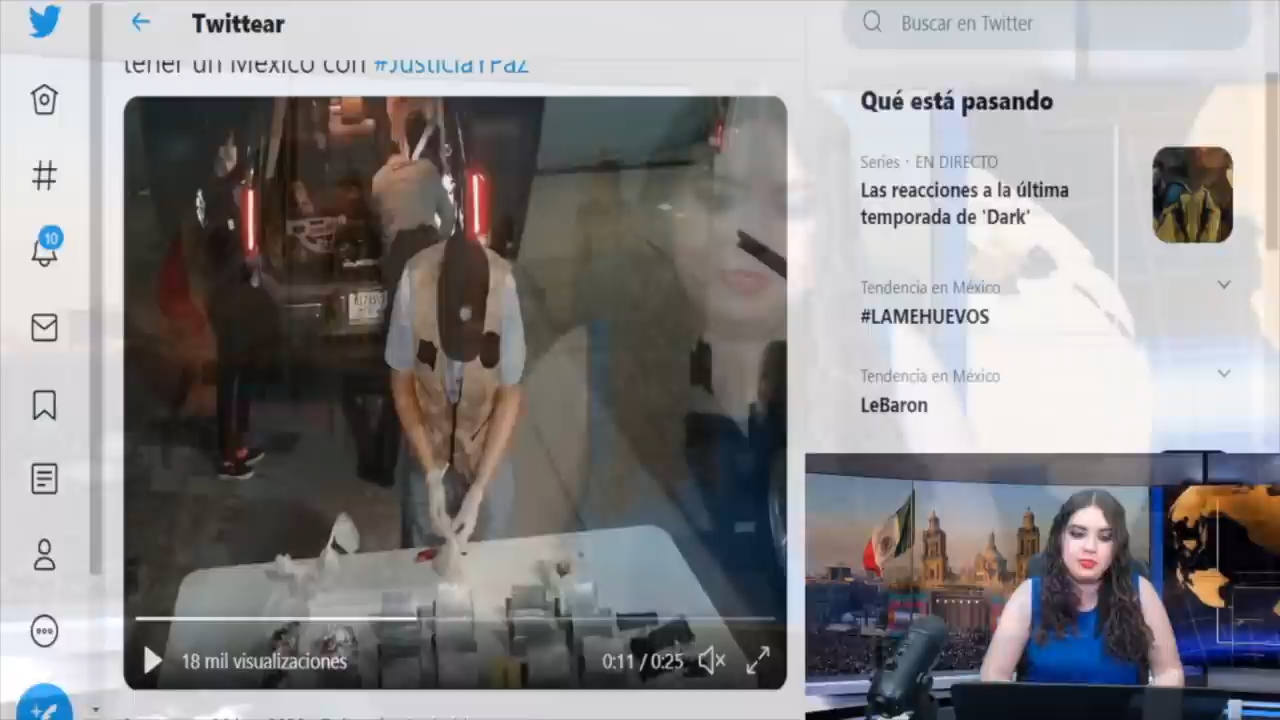 Twittear
Buscar en Twitter
tener un México con #JusticiaYPaz
Qué está pasando
Series · EN DIRECTO
Las reacciones a la última
temporada de 'Dark'
10
Tendencia en México
#LAMEHUEVOS
Tendencia en México
LeBaron
18 mil visualizaciones
0:11 / 0:25